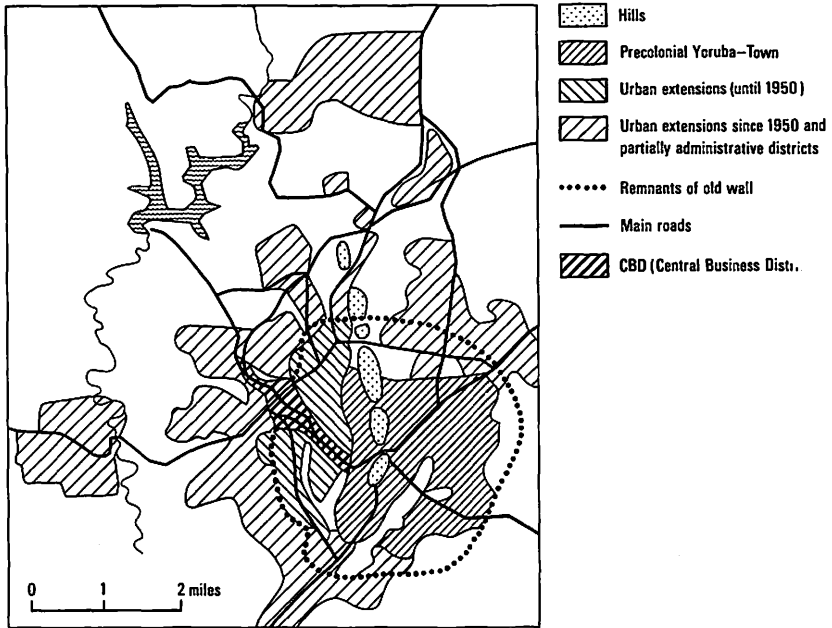 Hills
Precolonial Yoruba-Town
Urban extensions (until 1950)
Urban extensions since 1950 and
partially administrative districts
Remnants of old wall
Main roads
CBD (Central Business Distr.
0 1 2 miles